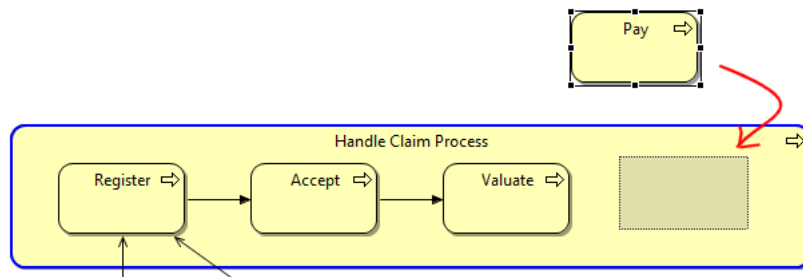 Pay
Handle Claim Process
Register
Accept
Valuate